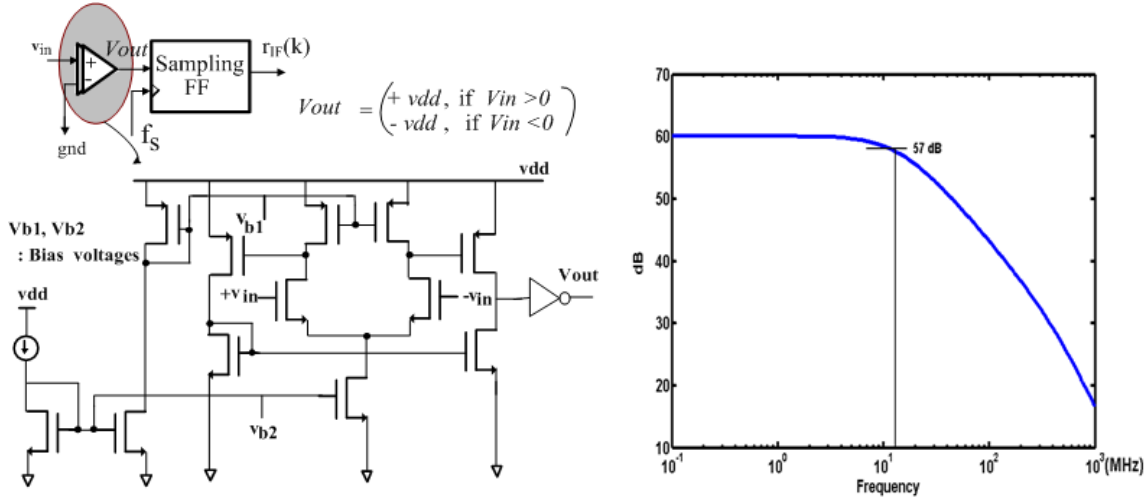 vin
Vout
+
-
gnd
Sampling
FF
fS
rIF(k)
Vout = ( + vdd , if Vin >0
- vdd , if Vin <0 )
vdd
Vb1, Vb2
: Bias voltages
vdd
vb1
+vin
-vin
Vout
vb2
70
60
50
40
30
20
10
dB
57 dB
10-1
100
101
102
103(MHz)
Frequency